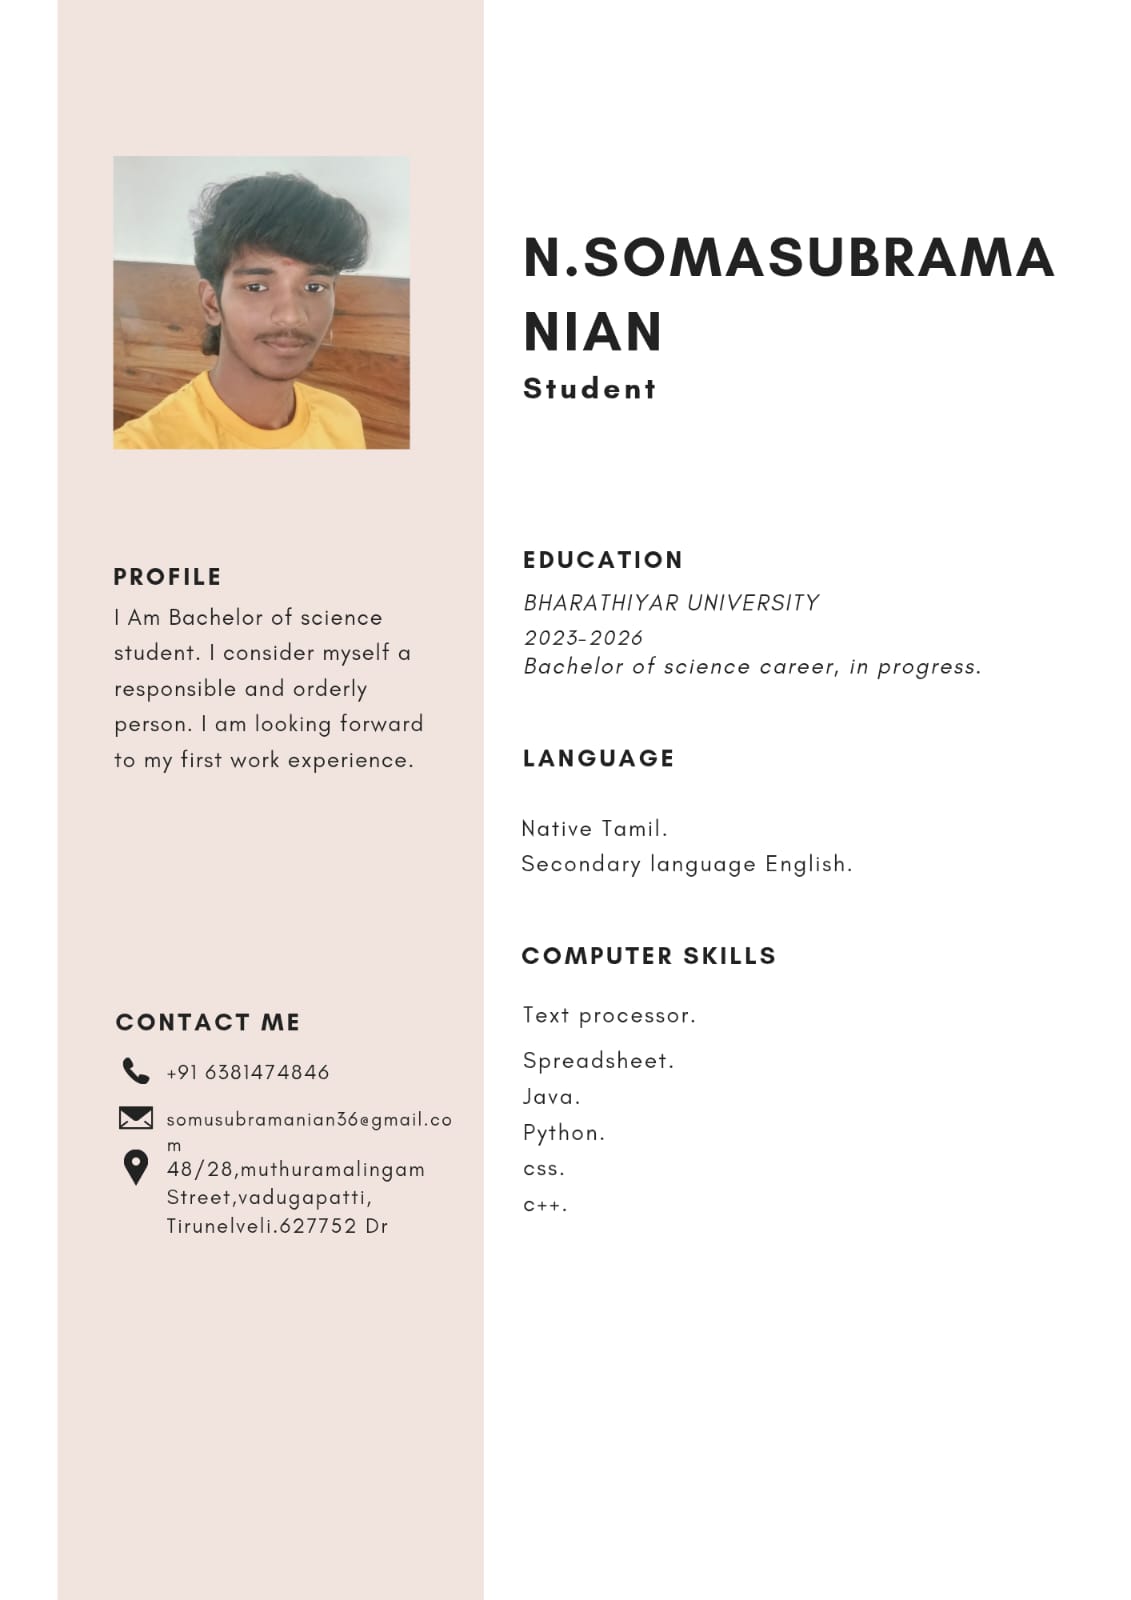 N.SOMASUBRAMA
NIAN
Student
PROFILE
I Am Bachelor of science
student. I consider myself a
responsible and orderly
person. I am looking forward
to my first work experience.
CONTACT ME
+91 6381474846
somusubramanian36@gmail.co
m
48/28,muthuramalingam
Street,vadugapatti,
Tirunelveli.627752 Dr
EDUCATION
BHARATHIYAR UNIVERSITY
2023-2026
Bachelor of science career, in progress.
LANGUAGE
Native Tamil.
Secondary language English.
COMPUTER SKILLS
Text processor.
Spreadsheet.
Java.
Python.
css.
c++.